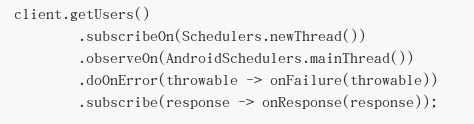 client.getUsers()
        .subscribeOn(Schedulers.newThread())
        .observeOn(AndroidSchedulers.mainThread())
        .doOnError(throwable -> onFailure(throwable))
        .subscribe(response -> onResponse(response));